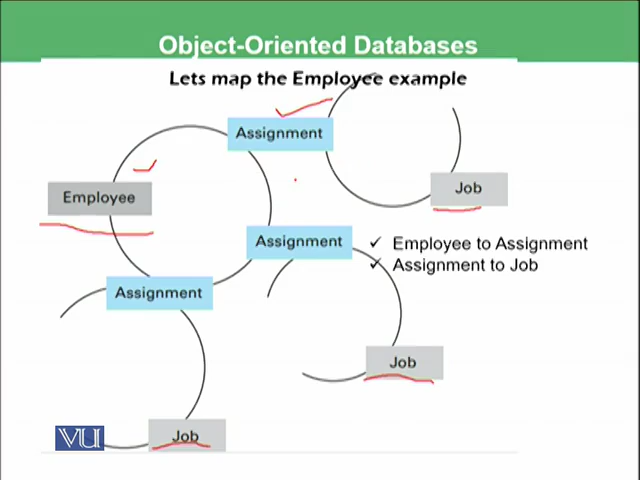 Object-Oriented Databases
Lets map the Employee example
Assignment
Job
Employee
Assignment
✓ Employee to Assignment
✓ Assignment to Job
Assignment
Job
Job
VU